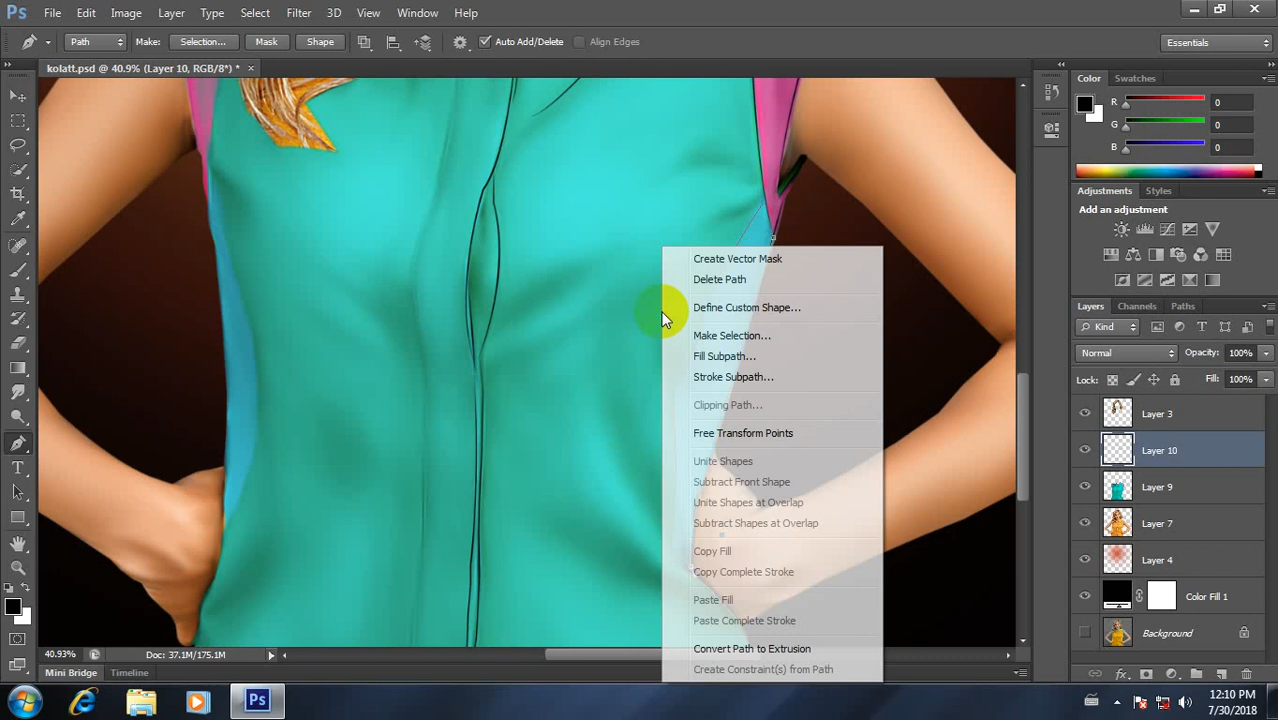 Ps File Edit Image Layer Type Select Filter 3D View Window Help
Path Make: Selection... Mask Shape Auto Add/Delete Align Edges Essentials
kolatt.psd @ 40.9% (Layer 10, RGB/8*) * ×
Color Swatches
R 0
G 0
B 0
Adjustments Styles
Add an adjustment
Layers Channels Paths
Kind
Normal Opacity: 100%
Lock: Fill: 100%
Layer 3
Layer 10
Layer 9
Layer 7
Layer 4
Color Fill 1
Background
Create Vector Mask
Delete Path
Define Custom Shape...
Make Selection...
Fill Subpath...
Stroke Subpath...
Clipping Path...
Free Transform Points
Unite Shapes
Subtract Front Shape
Unite Shapes at Overlap
Subtract Shapes at Overlap
Copy Fill
Copy Complete Stroke
Paste Fill
Paste Complete Stroke
Convert Path to Extrusion
Create Constraint(s) from Path
40.93% Doc: 37.1M/175.1M
Mini Bridge Timeline
Ps
12:10 PM
7/30/2018